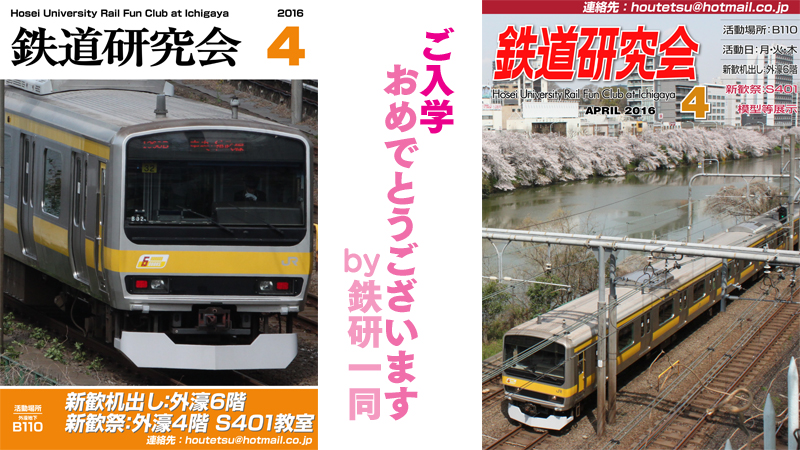 Hosei University Rail Fun Club at Ichigaya 2016
鉄道研究会 4
活動場所
外濠地下
B110
新歓机出し:外濠6階
新歓祭:外濠4階 S401教室
連絡先：houtetsu@hotmail.co.jp
ご入学
おめでとうございます
by鉄研一同
連絡先：houtetsu@hotmail.co.jp
鉄道研究会
Hosei University Rail Fun Club at Ichigaya
APRIL 2016 4
活動場所:B110
活動日:月・火・木
新歓机出し:外濠6階
新歓祭:S401
模型等展示
JR